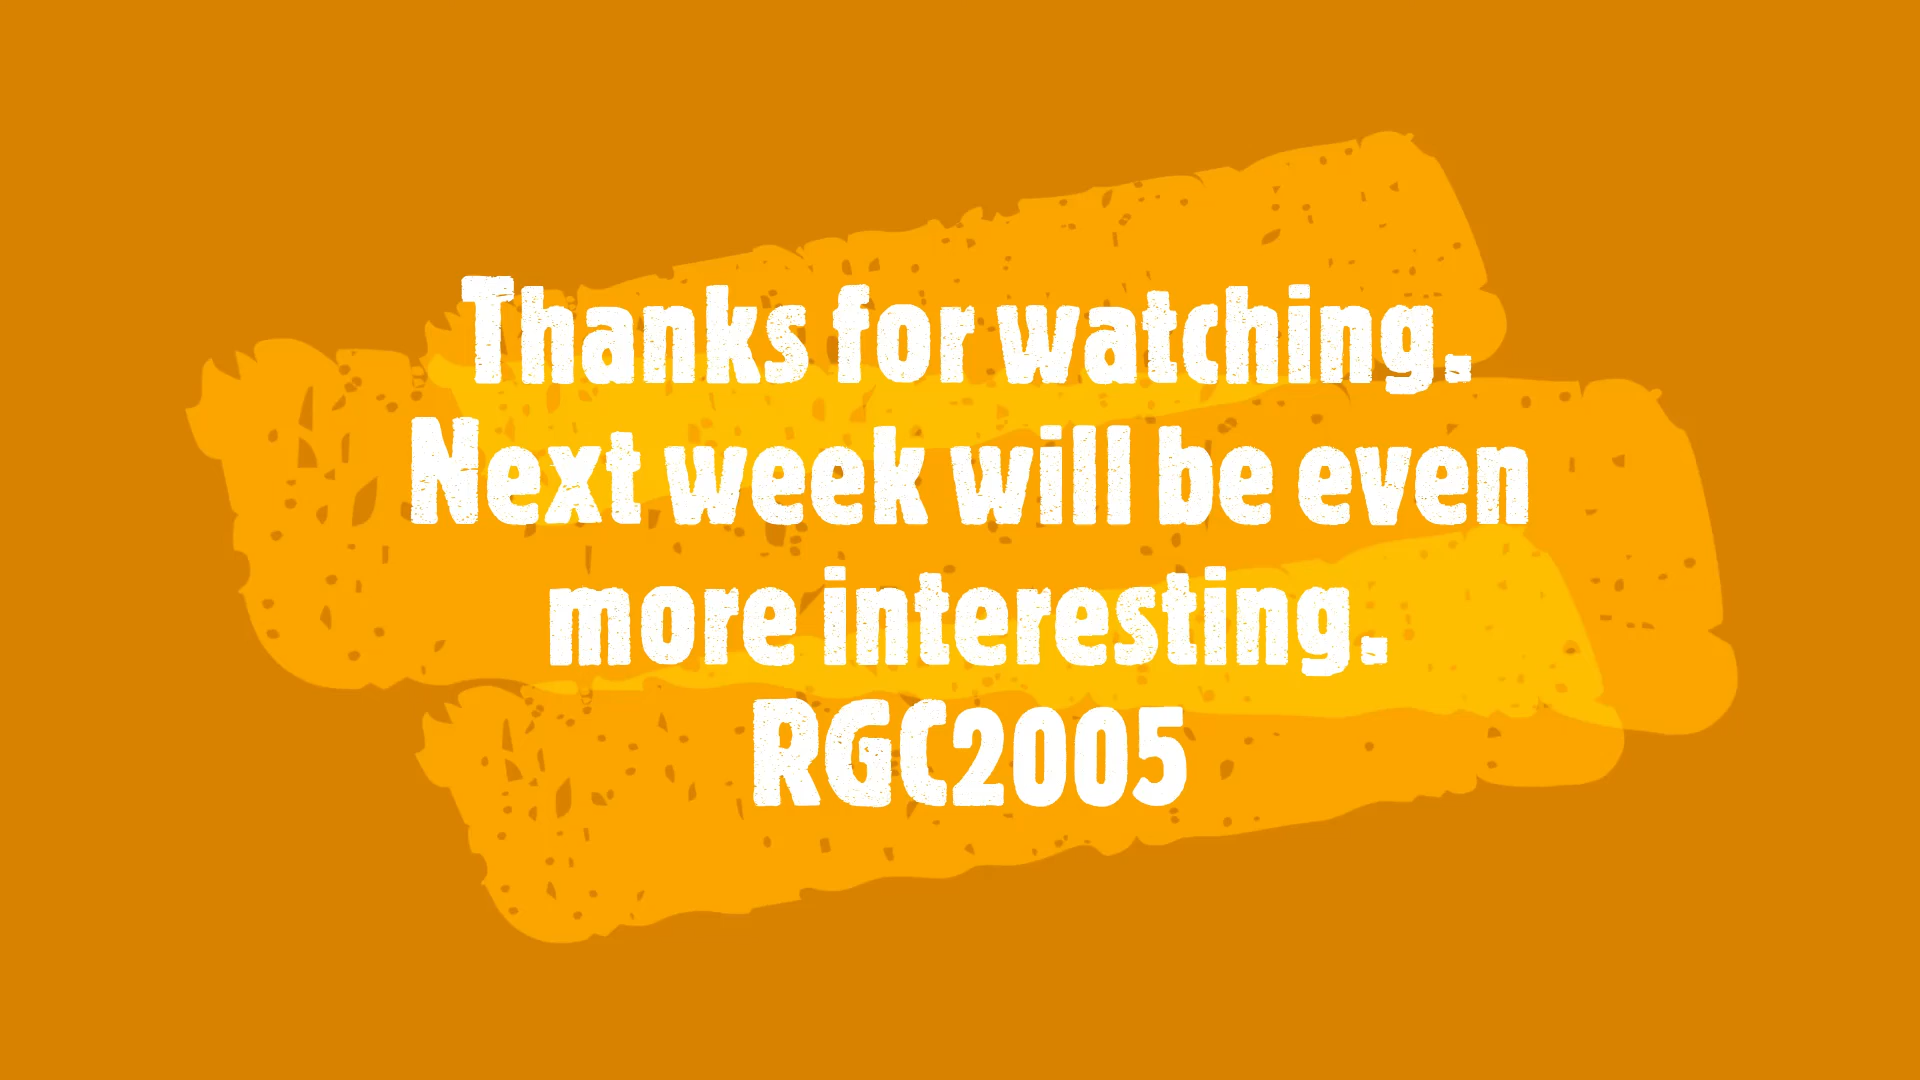 Thanks for watching.
Next week will be even
more interesting.
RGC2005